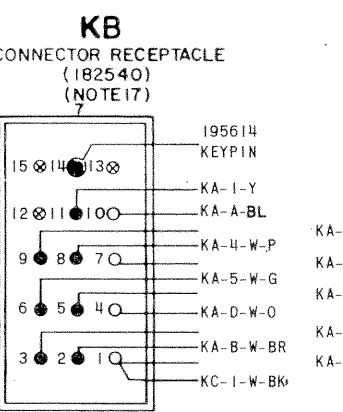 KB
CONNECTOR RECEPTACLE
(182540)
(NOTE17)
7
195614
KEYPIN
15 14 13
KA-1-Y
12 11 10
KA-A-BL
KA-
9 8 7
KA-4-W-P
KA-
KA-5-W-G
KA-
6 5 4
KA-D-W-O
KA-
KA-B-W-BR
3 2 1
KA-
KC-1-W-BK